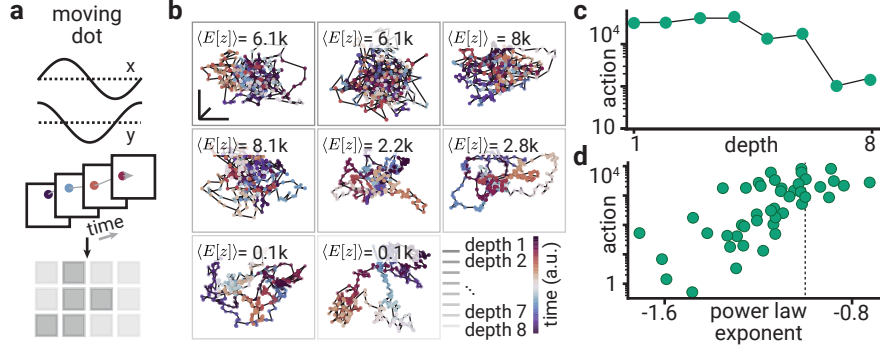 a
moving
dot
x
y
time
b
⟨E[z]⟩= 6.1k
⟨E[z]⟩= 6.1k
⟨E[z]⟩ = 8k
⟨E[z]⟩= 8.1k
⟨E[z]⟩= 2.2k
⟨E[z]⟩= 2.8k
⟨E[z]⟩= 0.1k
⟨E[z]⟩= 0.1k
depth 1
depth 2
⋱
depth 7
depth 8
time (a.u.)
c
action
10⁴
10
1
depth
8
d
action
10⁴
1
-1.6
power law
exponent
-0.8